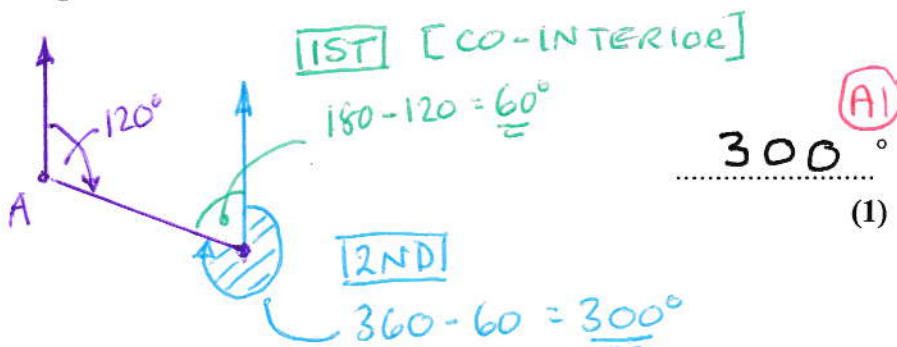 1ST [CO-INTERIOR]
180-120 = 60°
120°
A
A1
300 °
(1)
2ND
360-60 = 300°